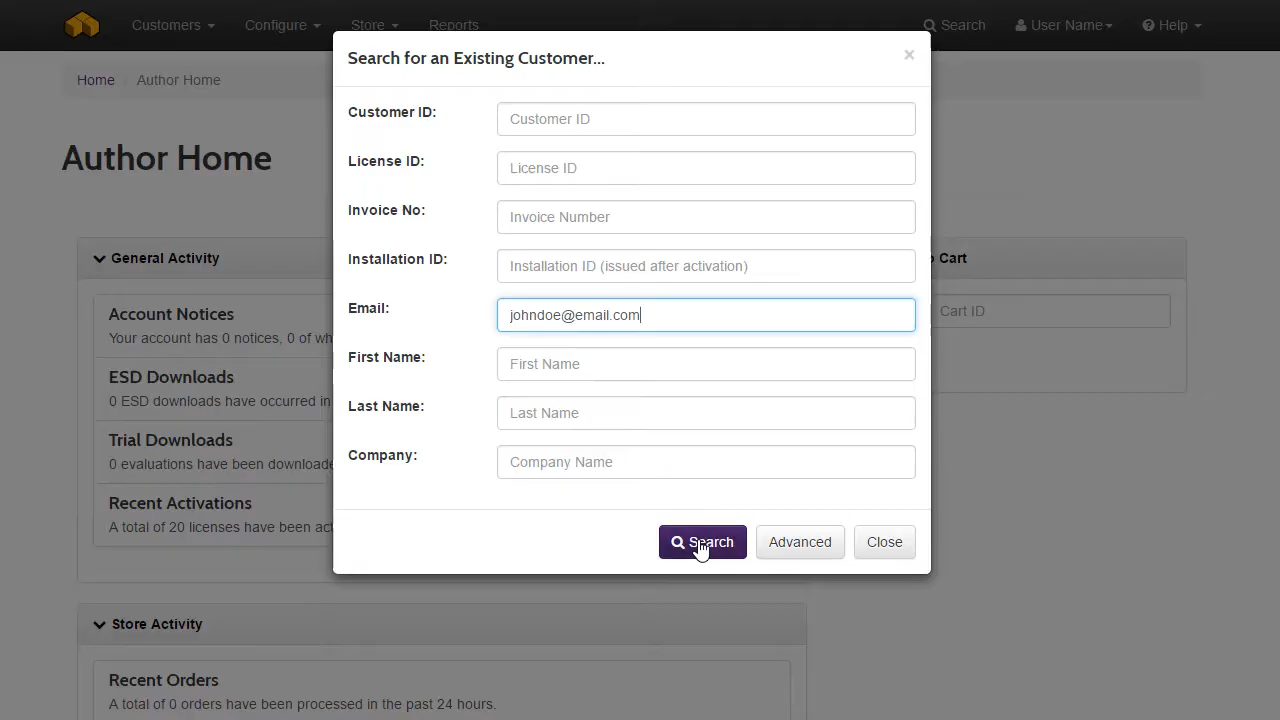 Customers Configure Store Reports Search User Name Help
Home Author Home
Author Home
Search for an Existing Customer...
×
Customer ID: Customer ID
License ID: License ID
Invoice No: Invoice Number
Installation ID: Installation ID (issued after activation)
Email: johndoe@email.com
First Name: First Name
Last Name: Last Name
Company: Company Name
Search Advanced Close
General Activity
Account Notices
Your account has 0 notices, 0 of
ESD Downloads
0 ESD downloads have occurred in
Trial Downloads
0 evaluations have been
Recent Activations
A total of 20 licenses have been
Cart
Cart ID
Store Activity
Recent Orders
A total of 0 orders have been processed in the past 24 hours.